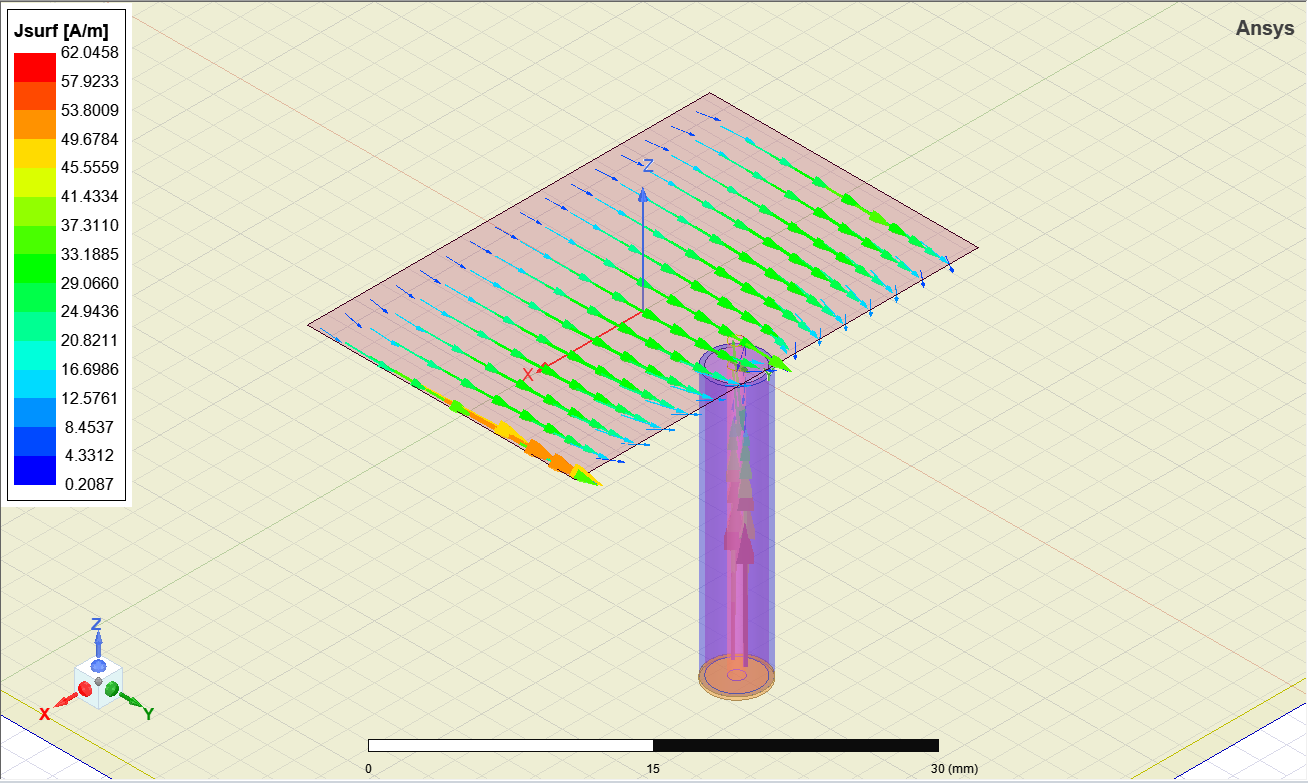 Jsurf [A/m]
62.0458
57.9233
53.8009
49.6784
45.5559
41.4334
37.3110
33.1885
29.0660
24.9436
20.8211
16.6986
12.5761
8.4537
4.3312
0.2087
Ansys
Z
X
Z
X
Y
0
15
30 (mm)